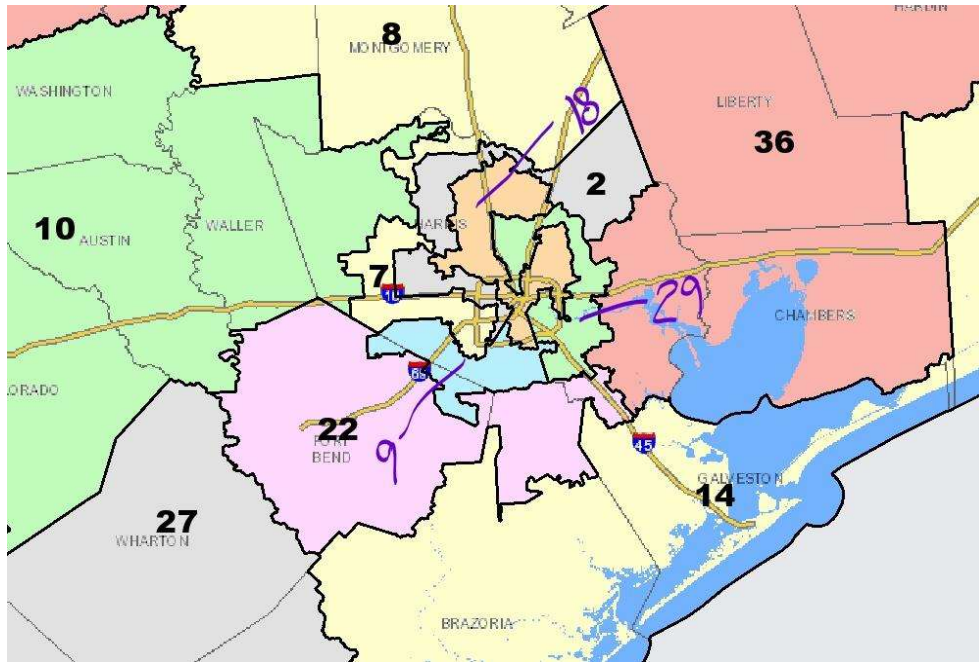 HARDIN
8
MONTGOMERY
WASHINGTON
18
LIBERTY
36
2
10
AUSTIN
WALLER
HARRIS
7
10
29
CHAMBERS
ORADO
69
22
FORT
BEND
9
45
GALVESTON
14
27
WHARTON
BRAZORIA